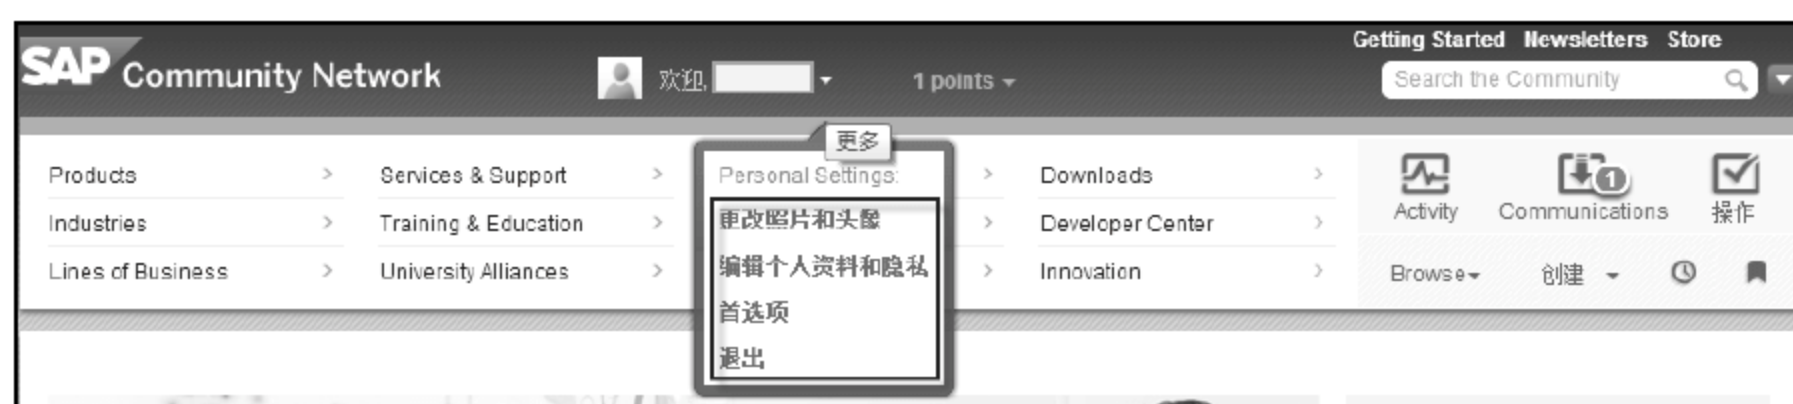 Getting Started Newsletters Store
SAP Community Network
欢迎,
1 points
Search the Community
更多
Products
Services & Support
Personal Settings:
Downloads
Industries
Training & Education
更改照片和头像
Developer Center
Lines of Business
University Alliances
编辑个人资料和隐私
Innovation
首选项
退出
1
Activity
Communications
操作
Browse
创建